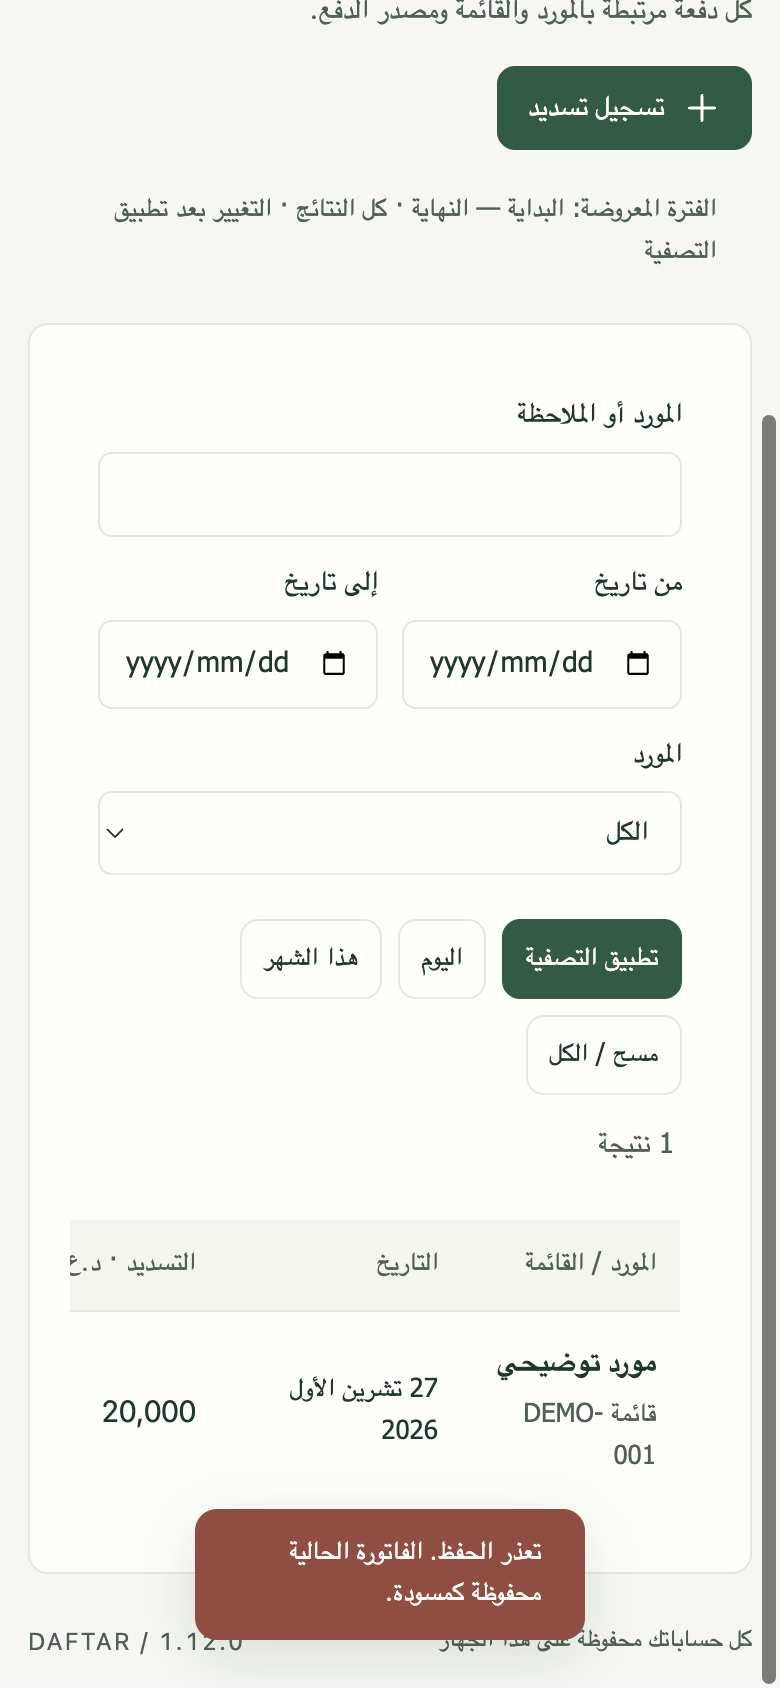 كل دفعة مرتبطة بالمورد والقائمة ومصدر الدفع.
تسجيل تسديد
الفترة المعروضة: البداية — النهاية · كل النتائج · التغيير بعد تطبيق
التصفية
المورد أو الملاحظة
من تاريخ
إلى تاريخ
yyyy/mm/dd
yyyy/mm/dd
المورد
الكل
تطبيق التصفية
اليوم
هذا الشهر
مسح / الكل
1 نتيجة
المورد / القائمة
التاريخ
التسديد · د.ع
مورد توضيحي
قائمة DEMO-
001
27 تشرين الأول
2026
20,000
تعذر الحفظ. الفاتورة الحالية
محفوظة كمسودة.
كل حساباتك محفوظة على هذا الجهاز
DAFTAR / 1.12.0